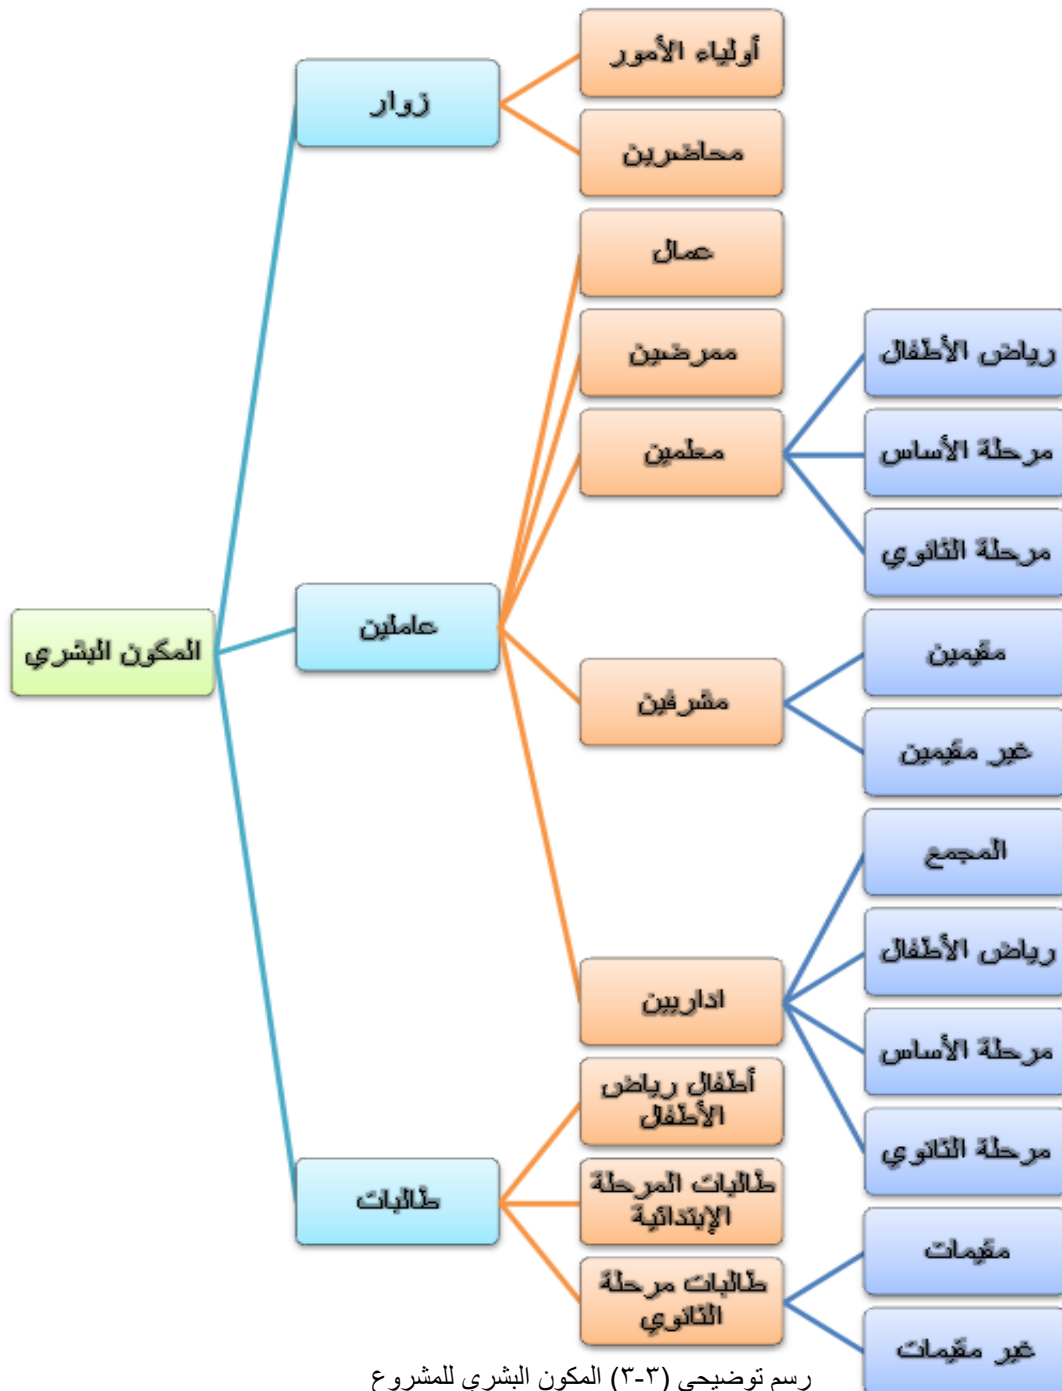 المكون البشري
زوار
أولياء الأمور
محاضرين
عاملين
عمال
ممرضين
معلمين
رياض الأطفال
مرحلة الأساس
مرحلة الثانوي
مشرفين
مقيمين
غير مقيمين
اداريين
المجمع
رياض الأطفال
مرحلة الأساس
مرحلة الثانوي
طالبات
أطفال رياض
الأطفال
طالبات المرحلة
الإبتدائية
طالبات مرحلة
الثانوي
مقيمات
غير مقيمات
رسم توضيحي (٣-٣) المكون البشري للمشروع